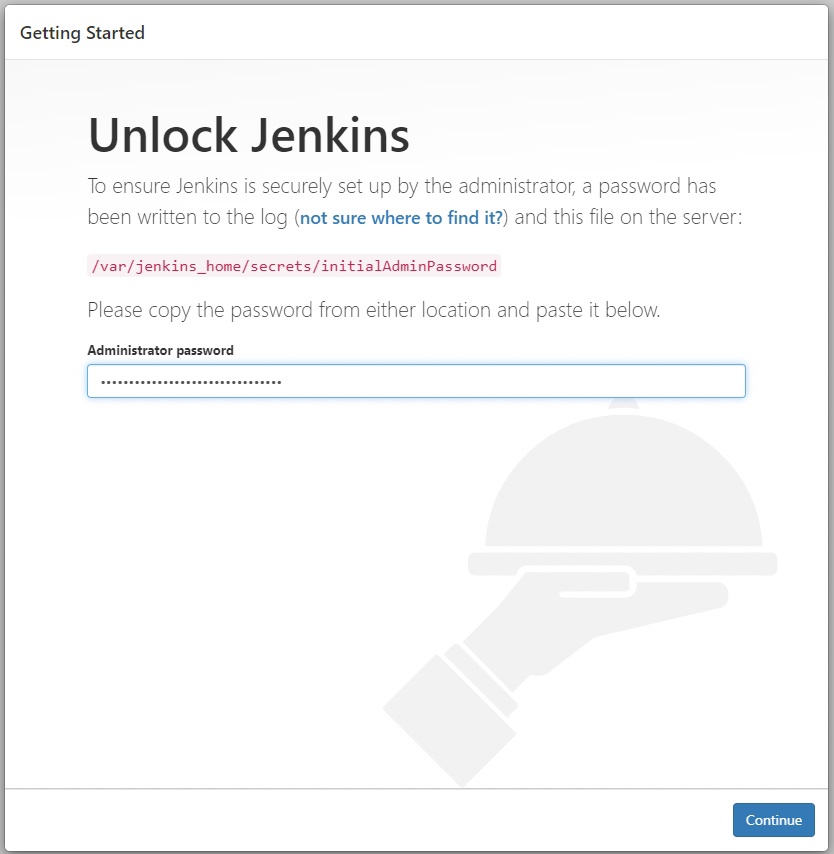 Getting Started
Unlock Jenkins
To ensure Jenkins is securely set up by the administrator, a password has
been written to the log (not sure where to find it?) and this file on the server:
/var/jenkins_home/secrets/initialAdminPassword
Please copy the password from either location and paste it below.
Administrator password
••••••••••••••••••••••••••••••••
Continue